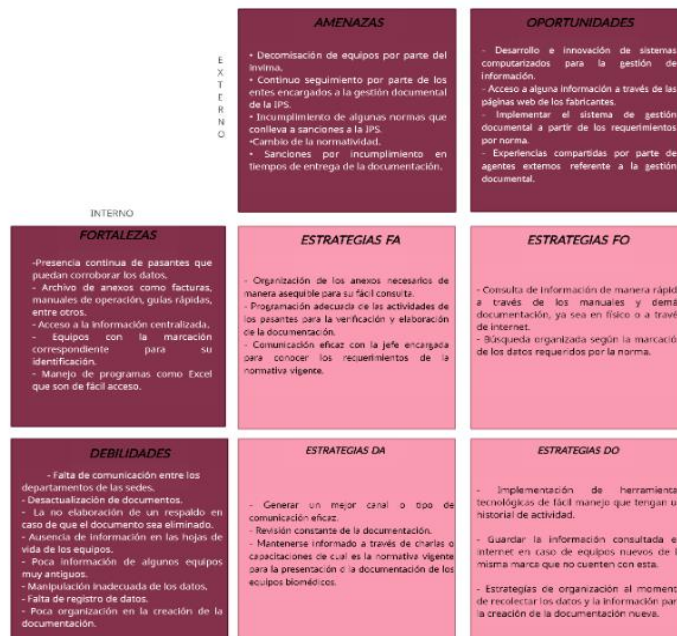 AMENAZAS
• Decomisación de equipos por parte del
invima.
• Continuo seguimiento por parte de los
entes encargados a la gestión documental
de la IPS.
• Incumplimiento de algunas normas que
conlleva a sanciones a la IPS.
•Cambio de la normatividad.
• Sanciones por incumplimiento en
tiempos de entrega de la documentación.
OPORTUNIDADES
- Desarrollo e innovación de sistemas
computarizados para la gestión de
información.
- Acceso a alguna información a través de las
páginas web de los fabricantes.
- Implementar el sistema de gestión
documental a partir de los requerimientos
por norma.
- Experiencias compartidas por parte de
agentes externos referente a la gestión
documental.
EXTERNO
INTERNO
FORTALEZAS
-Presencia continua de pasantes que
puedan corroborar los datos.
- Archivo de anexos como facturas,
manuales de operación, guías rápidas,
entre otros.
- Acceso a la información centralizada.
- Equipos con la marcación
correspondiente para su
identificación.
- Manejo de programas como Excel
que son de fácil acceso.
ESTRATEGIAS FA
- Organización de los anexos necesarios de
manera asequible para su fácil consulta.
- Programación adecuada de las actividades de
los pasantes para la verificación y elaboración
de la documentación.
- Comunicación eficaz con la jefe encargada
para conocer los requerimientos de la
normativa vigente.
ESTRATEGIAS FO
- Consulta de información de manera rápid
a través de los manuales y demá
documentación, ya sea en físico o a travé
de internet.
- Búsqueda organizada según la marcació
de los datos requeridos por la norma.
DEBILIDADES
- Falta de comunicación entre los
departamentos de las sedes.
- Desactualización de documentos.
- La no elaboración de un respaldo en
caso de que el documento sea eliminado.
- Ausencia de información en las hojas de
vida de los equipos.
- Poca información de algunos equipos
muy antiguos.
- Manipulación inadecuada de los datos.
- Falta de registro de datos.
- Poca organización en la creación de la
documentación.
ESTRATEGIAS DA
- Generar un mejor canal o tipo de
comunicación eficaz.
- Revisión constante de la documentación.
- Mantenerse informado a través de charlas o
capacitaciones de cual es la normativa vigente
para la presentación d la documentación de los
equipos biomédicos.
ESTRATEGIAS DO
- Implementación de herramienta
tecnológicas de fácil manejo que tengan u
historial de actividad.
- Guardar la información consultada e
internet en caso de equipos nuevos de l
misma marca que no cuenten con esta.
- Estrategias de organización al moment
de recolectar los datos y la información par
la creación de la documentación nueva.